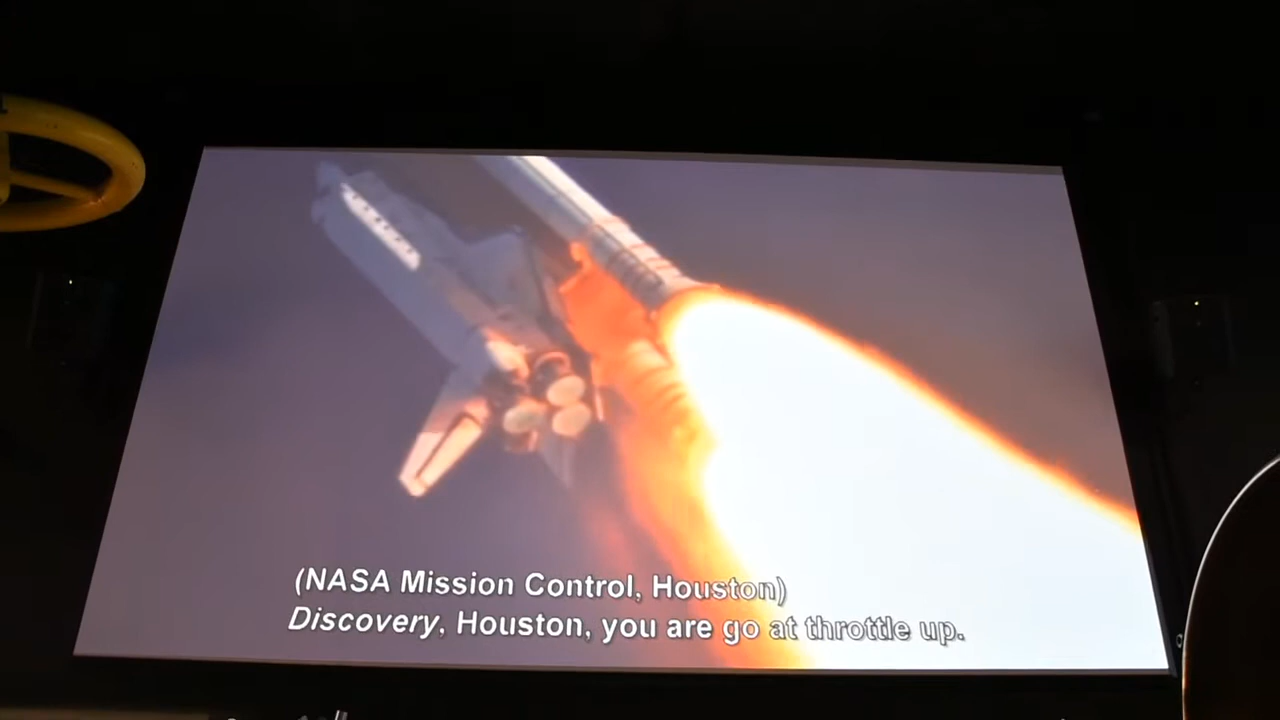 (NASA Mission Control, Houston)
Discovery, Houston, you are go at throttle up.